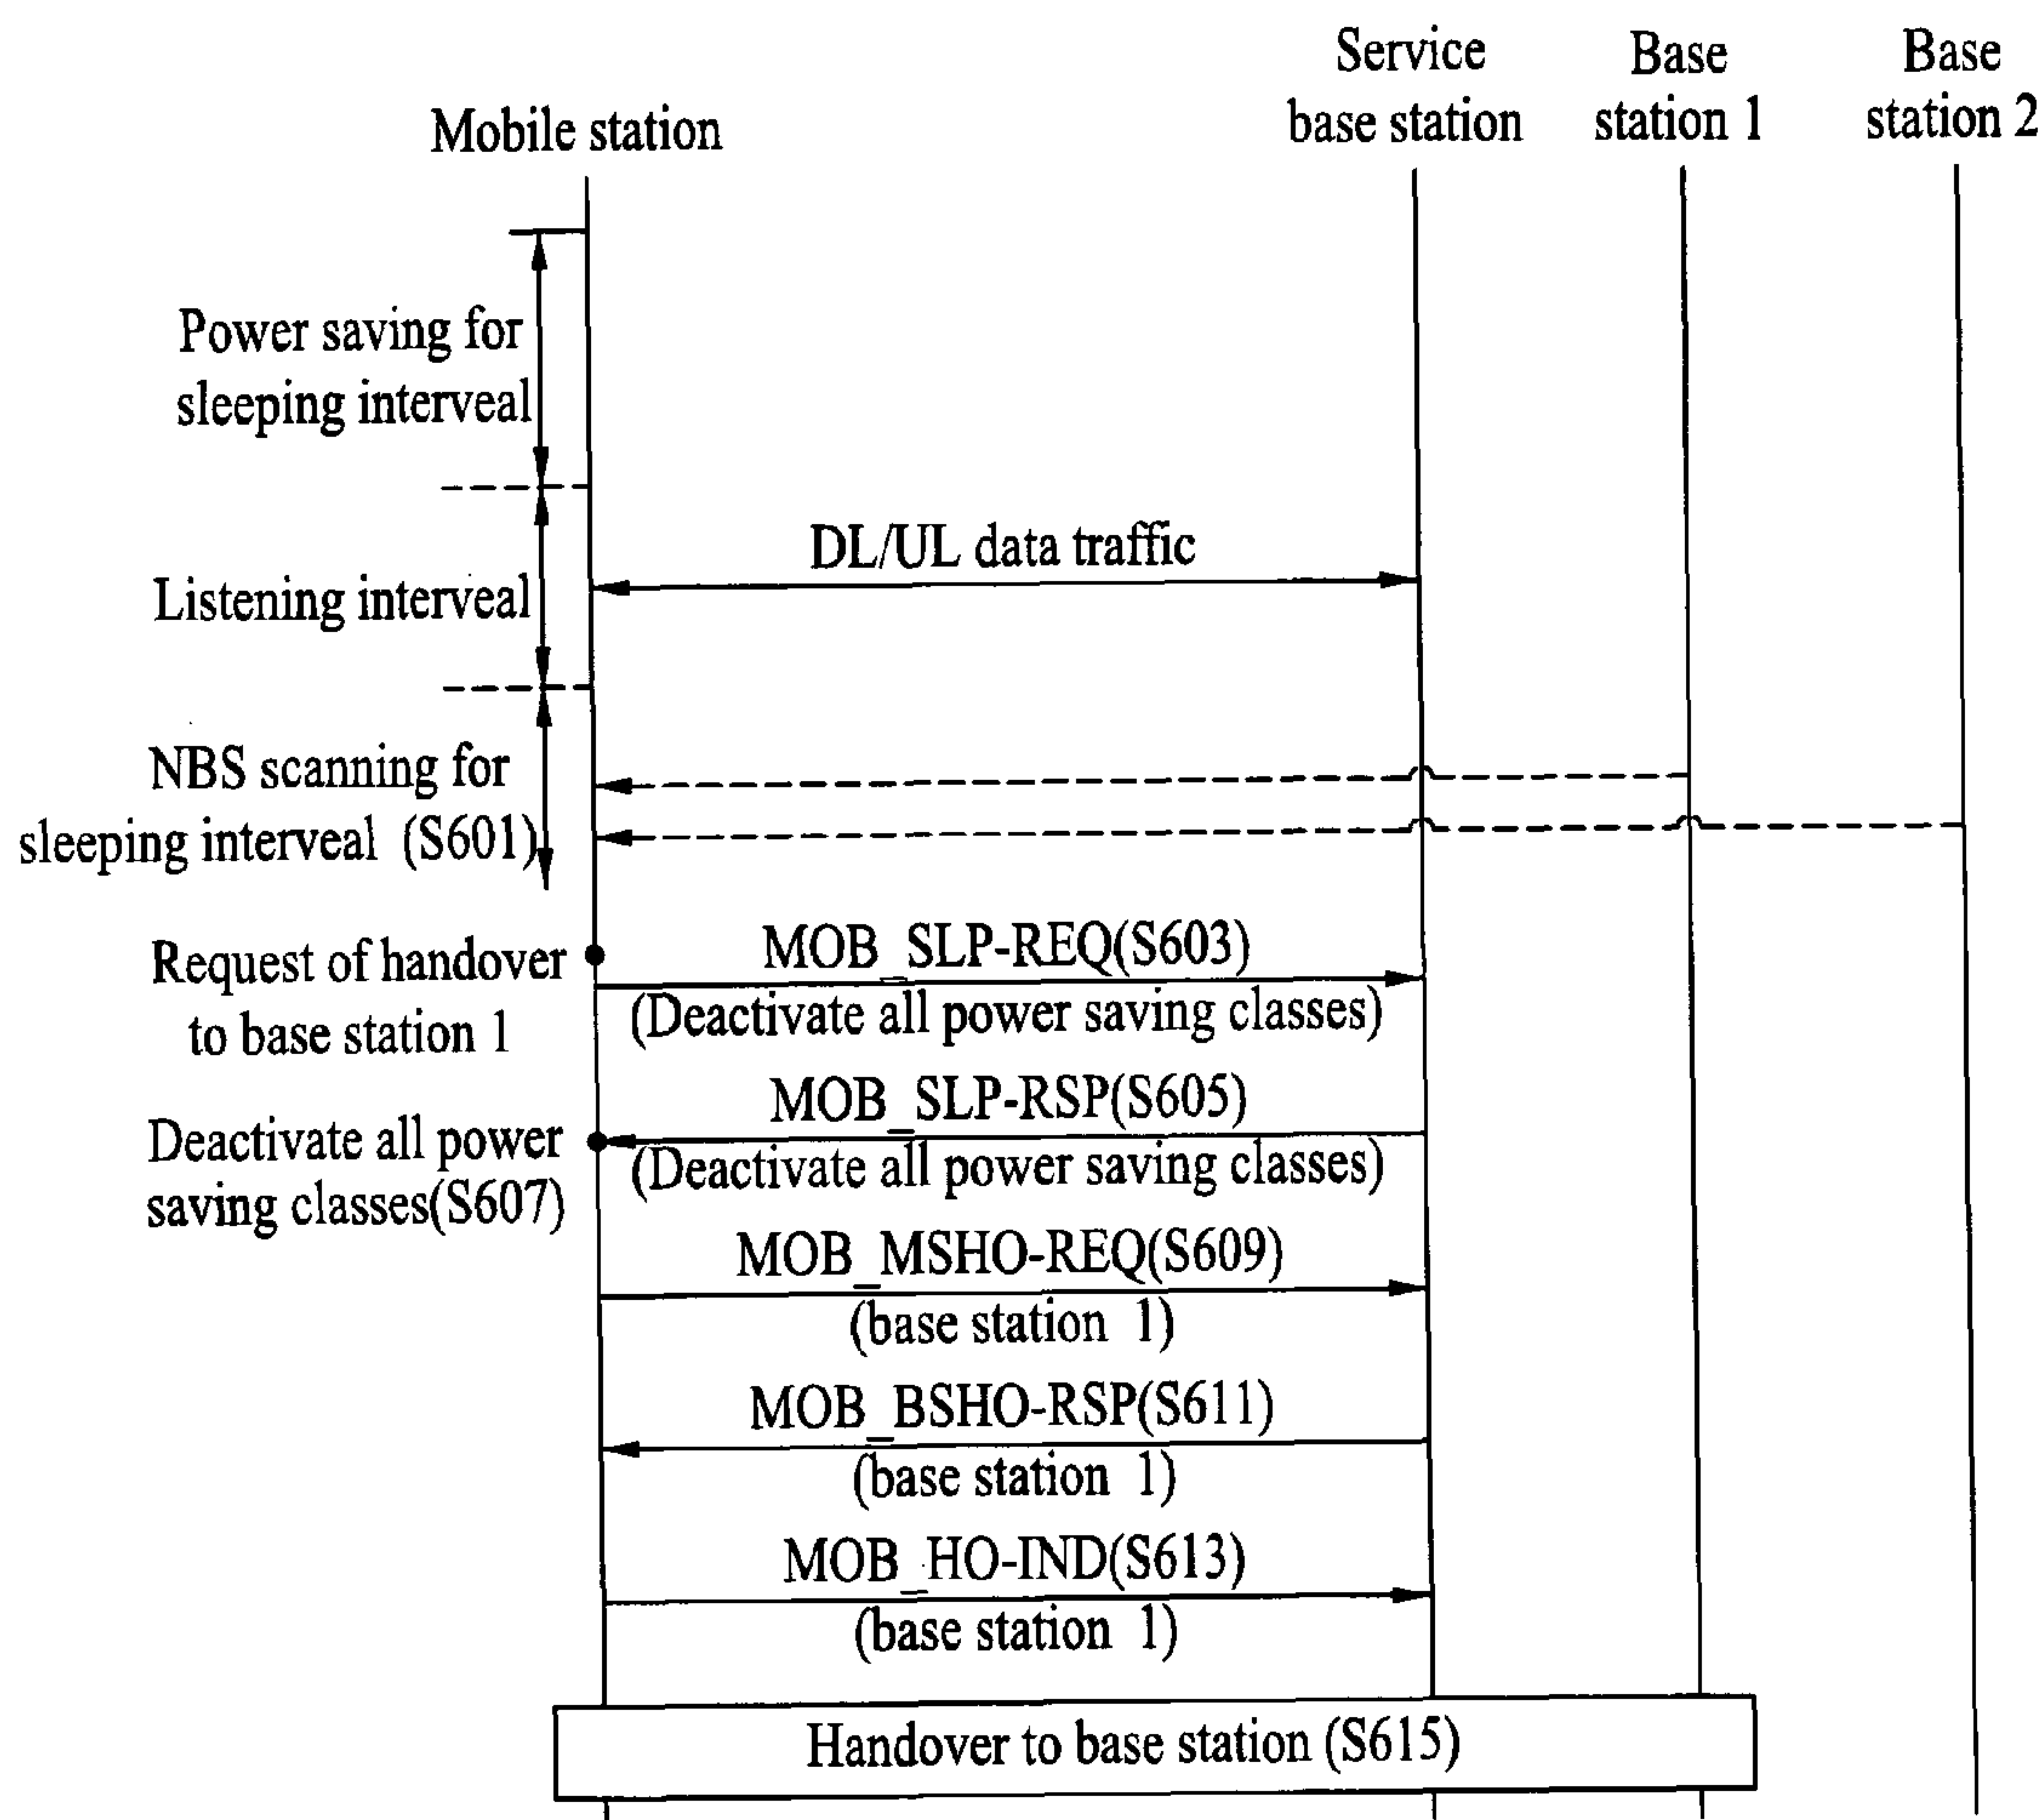 Mobile station
Service
base station
Base
station 1
Base
station 2
Power saving for
sleeping interveal
Listening interveal
DL/UL data traffic
NBS scanning for
sleeping interveal (S601)
Request of handover
to base station 1
MOB_SLP-REQ(S603)
(Deactivate all power saving classes)
MOB_SLP-RSP(S605)
(Deactivate all power saving classes)
Deactivate all power
saving classes(S607)
MOB_MSHO-REQ(S609)
(base station 1)
MOB_BSHO-RSP(S611)
(base station 1)
MOB_HO-IND(S613)
(base station 1)
Handover to base station (S615)